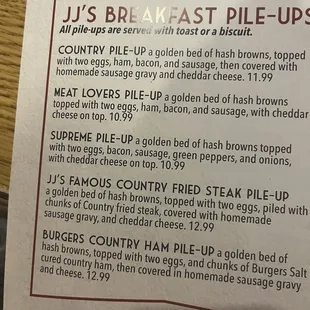 JJ'S BREAKFAST PILE-UPS
All pile-ups are served with toast or a biscuit.
COUNTRY PILE-UP a golden bed of hash browns, topped
with two eggs, ham, bacon, and sausage, then covered with
homemade sausage gravy and cheddar cheese. 11.99
MEAT LOVERS PILE-UP a golden bed of hash browns
topped with two eggs, ham, bacon, and sausage, with cheddar
cheese on top. 10.99
SUPREME PILE-UP a golden bed of hash browns topped
with two eggs, bacon, sausage, green peppers, and onions,
with cheddar cheese on top. 10.99
JJ'S FAMOUS COUNTRY FRIED STEAK PILE-UP
a golden bed of hash browns, topped with two eggs, piled with
chunks of Country fried steak, covered with homemade
sausage gravy, and cheddar cheese. 12.99
BURGERS COUNTRY HAM PILE-UP a golden bed of
hash browns, topped with two eggs, and chunks of Burgers Salt
cured country ham, then covered in homemade sausage gravy
and cheese. 12.99